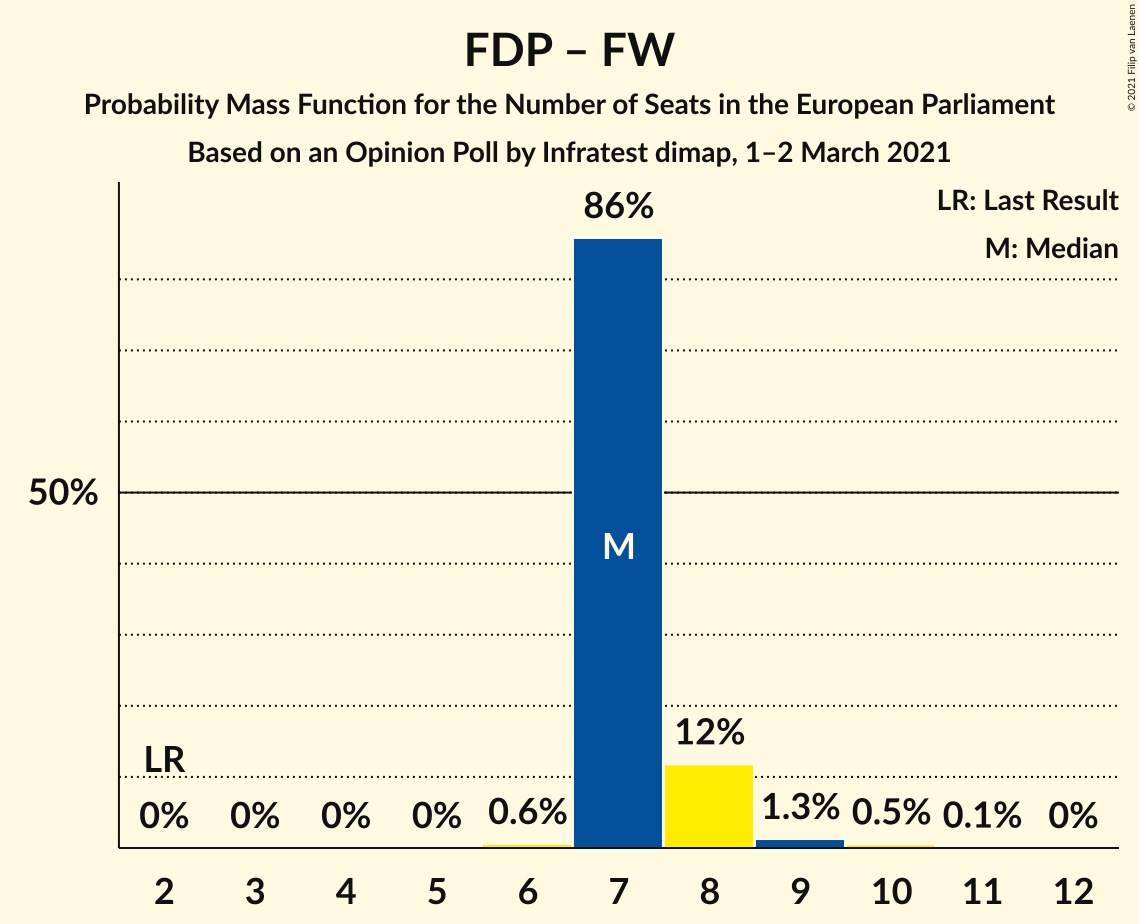 FDP – FW
Probability Mass Function for the Number of Seats in the European Parliament
Based on an Opinion Poll by Infratest dimap, 1–2 March 2021
© 2021 Filip van Laenen
LR: Last Result
M: Median
86%
50%
M
12%
LR
0% 0% 0% 0% 0.6% 1.3% 0.5% 0.1% 0%
2 3 4 5 6 7 8 9 10 11 12